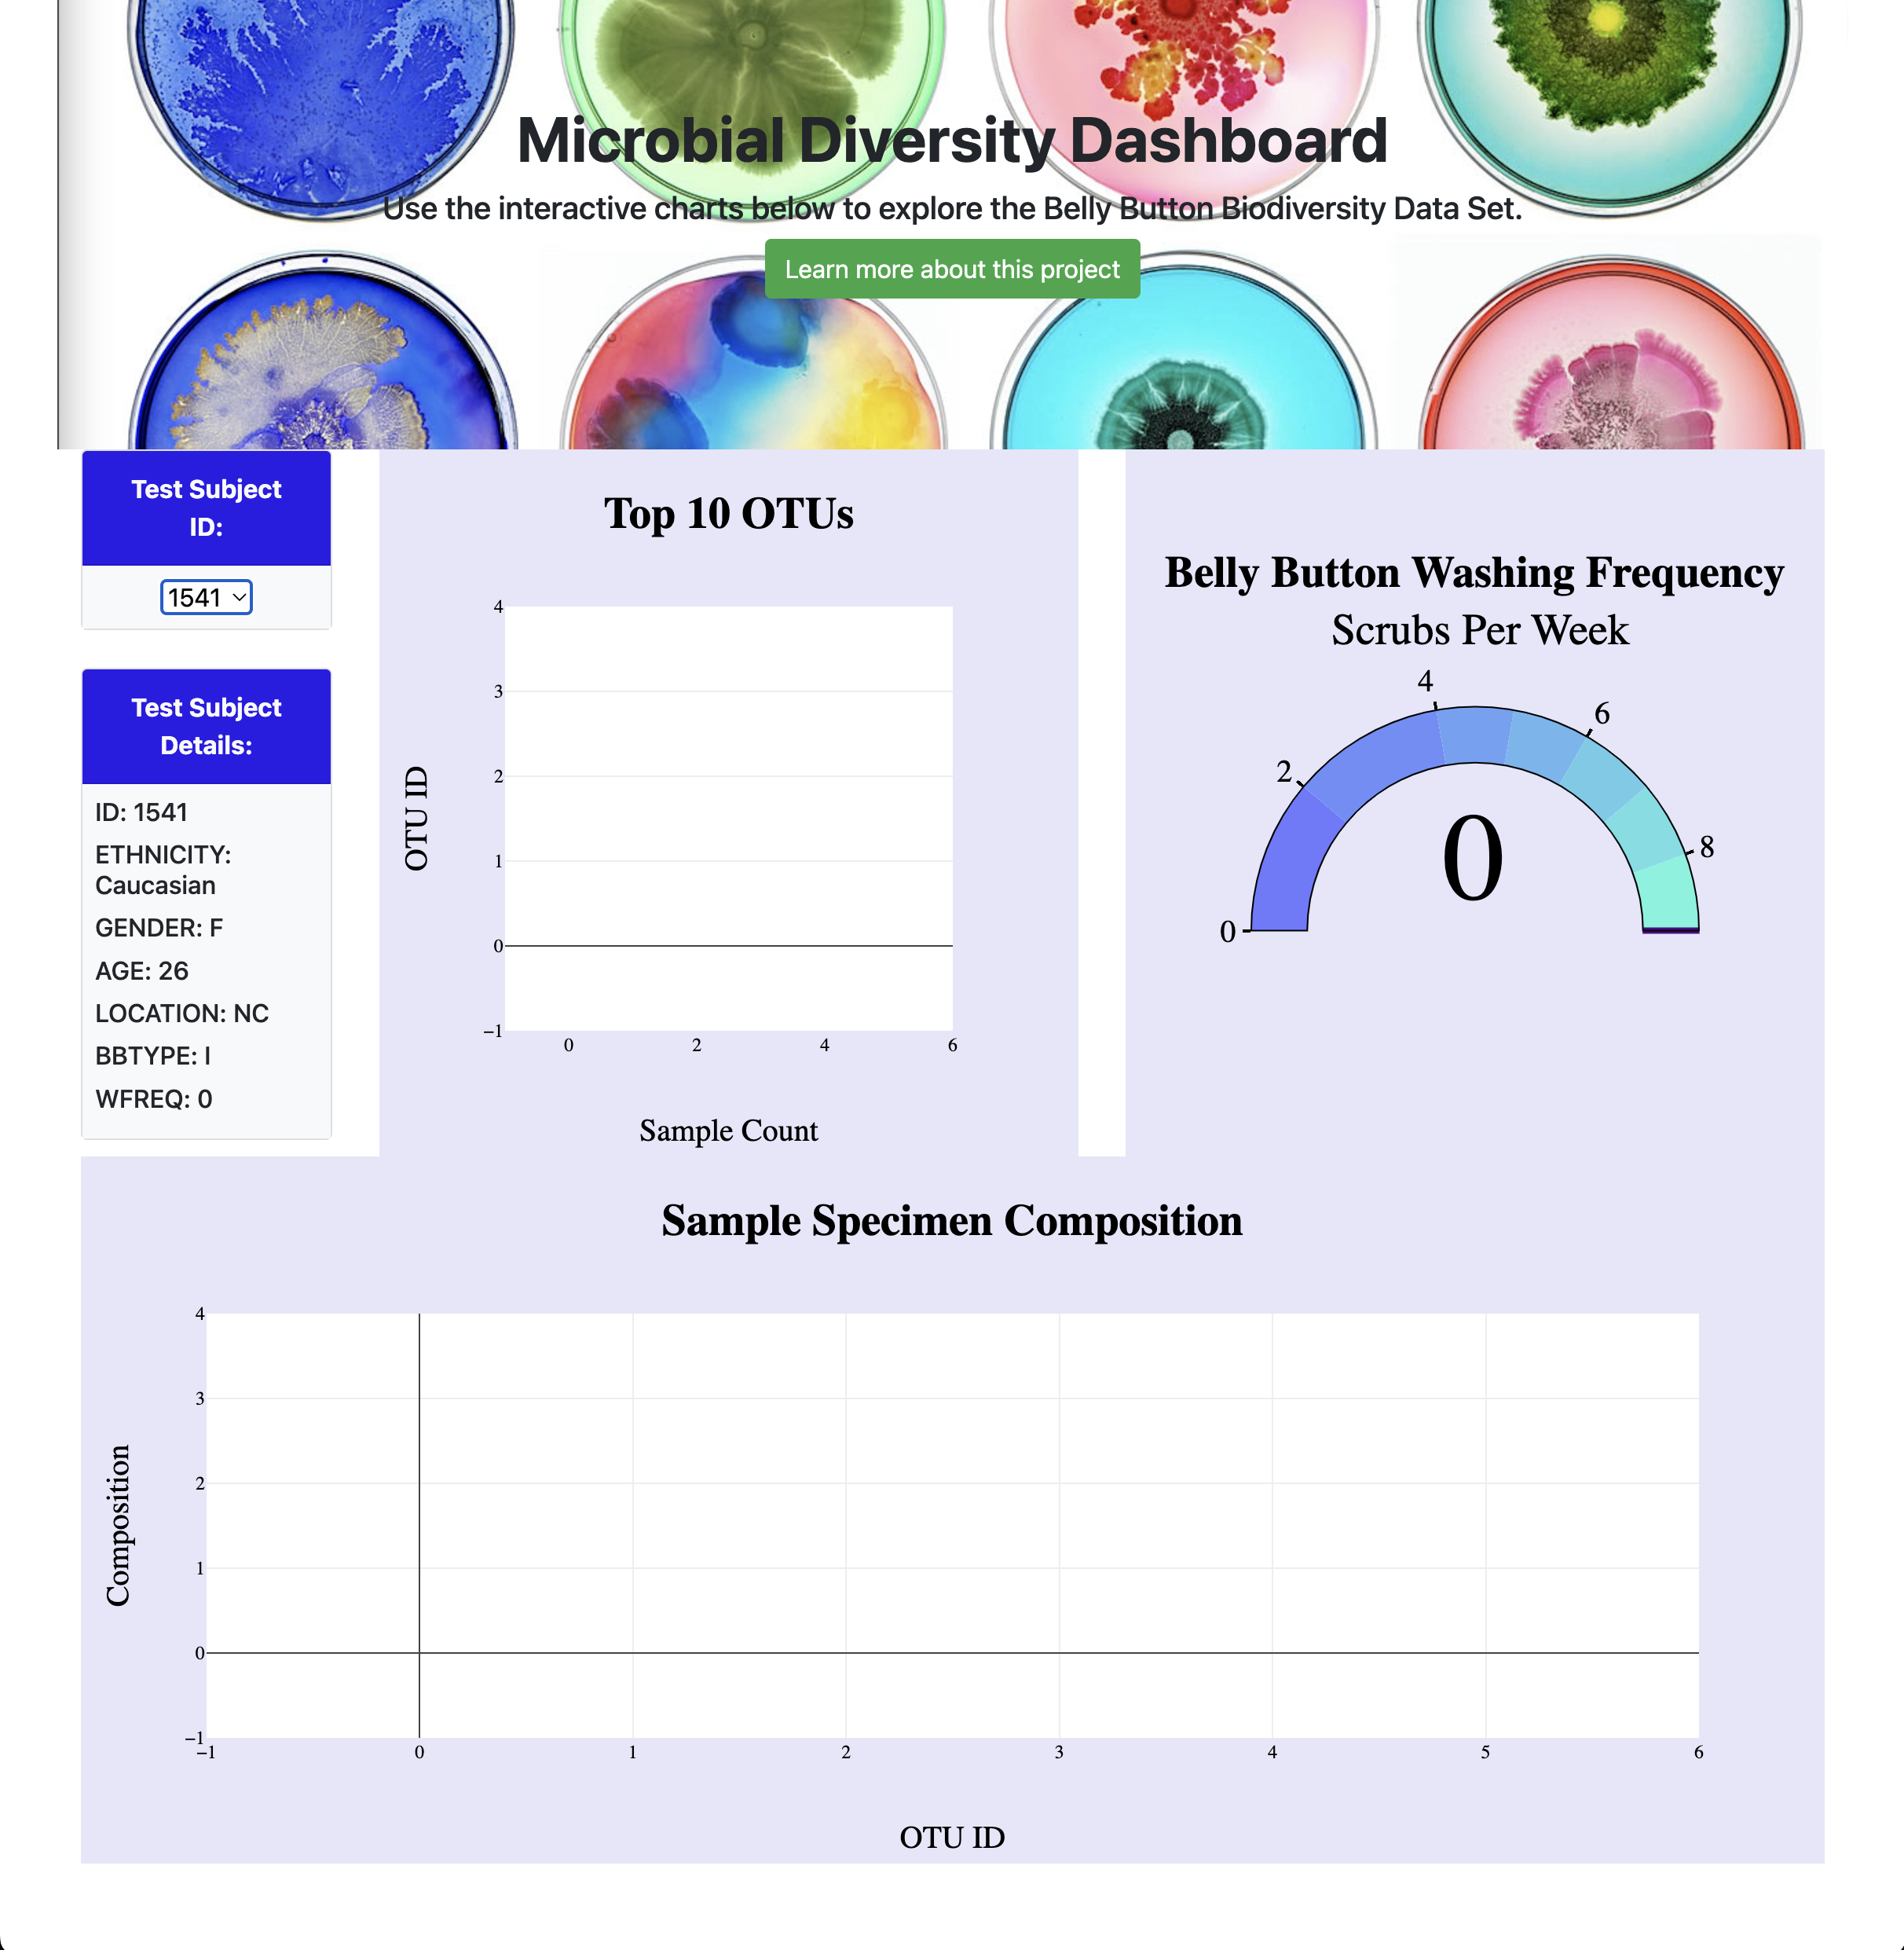 Microbial Diversity Dashboard
Use the interactive charts below to explore the Belly Button Biodiversity Data Set.
Learn more about this project
Test Subject
ID:
1541
Test Subject
Details:
ID: 1541
ETHNICITY:
Caucasian
GENDER: F
AGE: 26
LOCATION: NC
BBTYPE: I
WFREQ: 0
Top 10 OTUs
4
3
2
1
0
−1
OTU ID
0 2 4 6
Sample Count
Belly Button Washing Frequency
Scrubs Per Week
0
2
4
6
8
0
Sample Specimen Composition
4
3
2
1
0
−1
Composition
−1 0 1 2 3 4 5 6
OTU ID